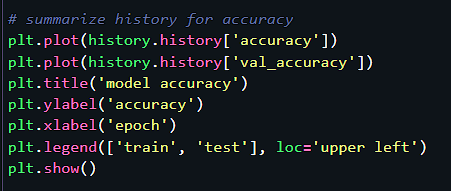 # summarize history for accuracy
plt.plot(history.history['accuracy'])
plt.plot(history.history['val_accuracy'])
plt.title('model accuracy')
plt.ylabel('accuracy')
plt.xlabel('epoch')
plt.legend(['train', 'test'], loc='upper left')
plt.show()